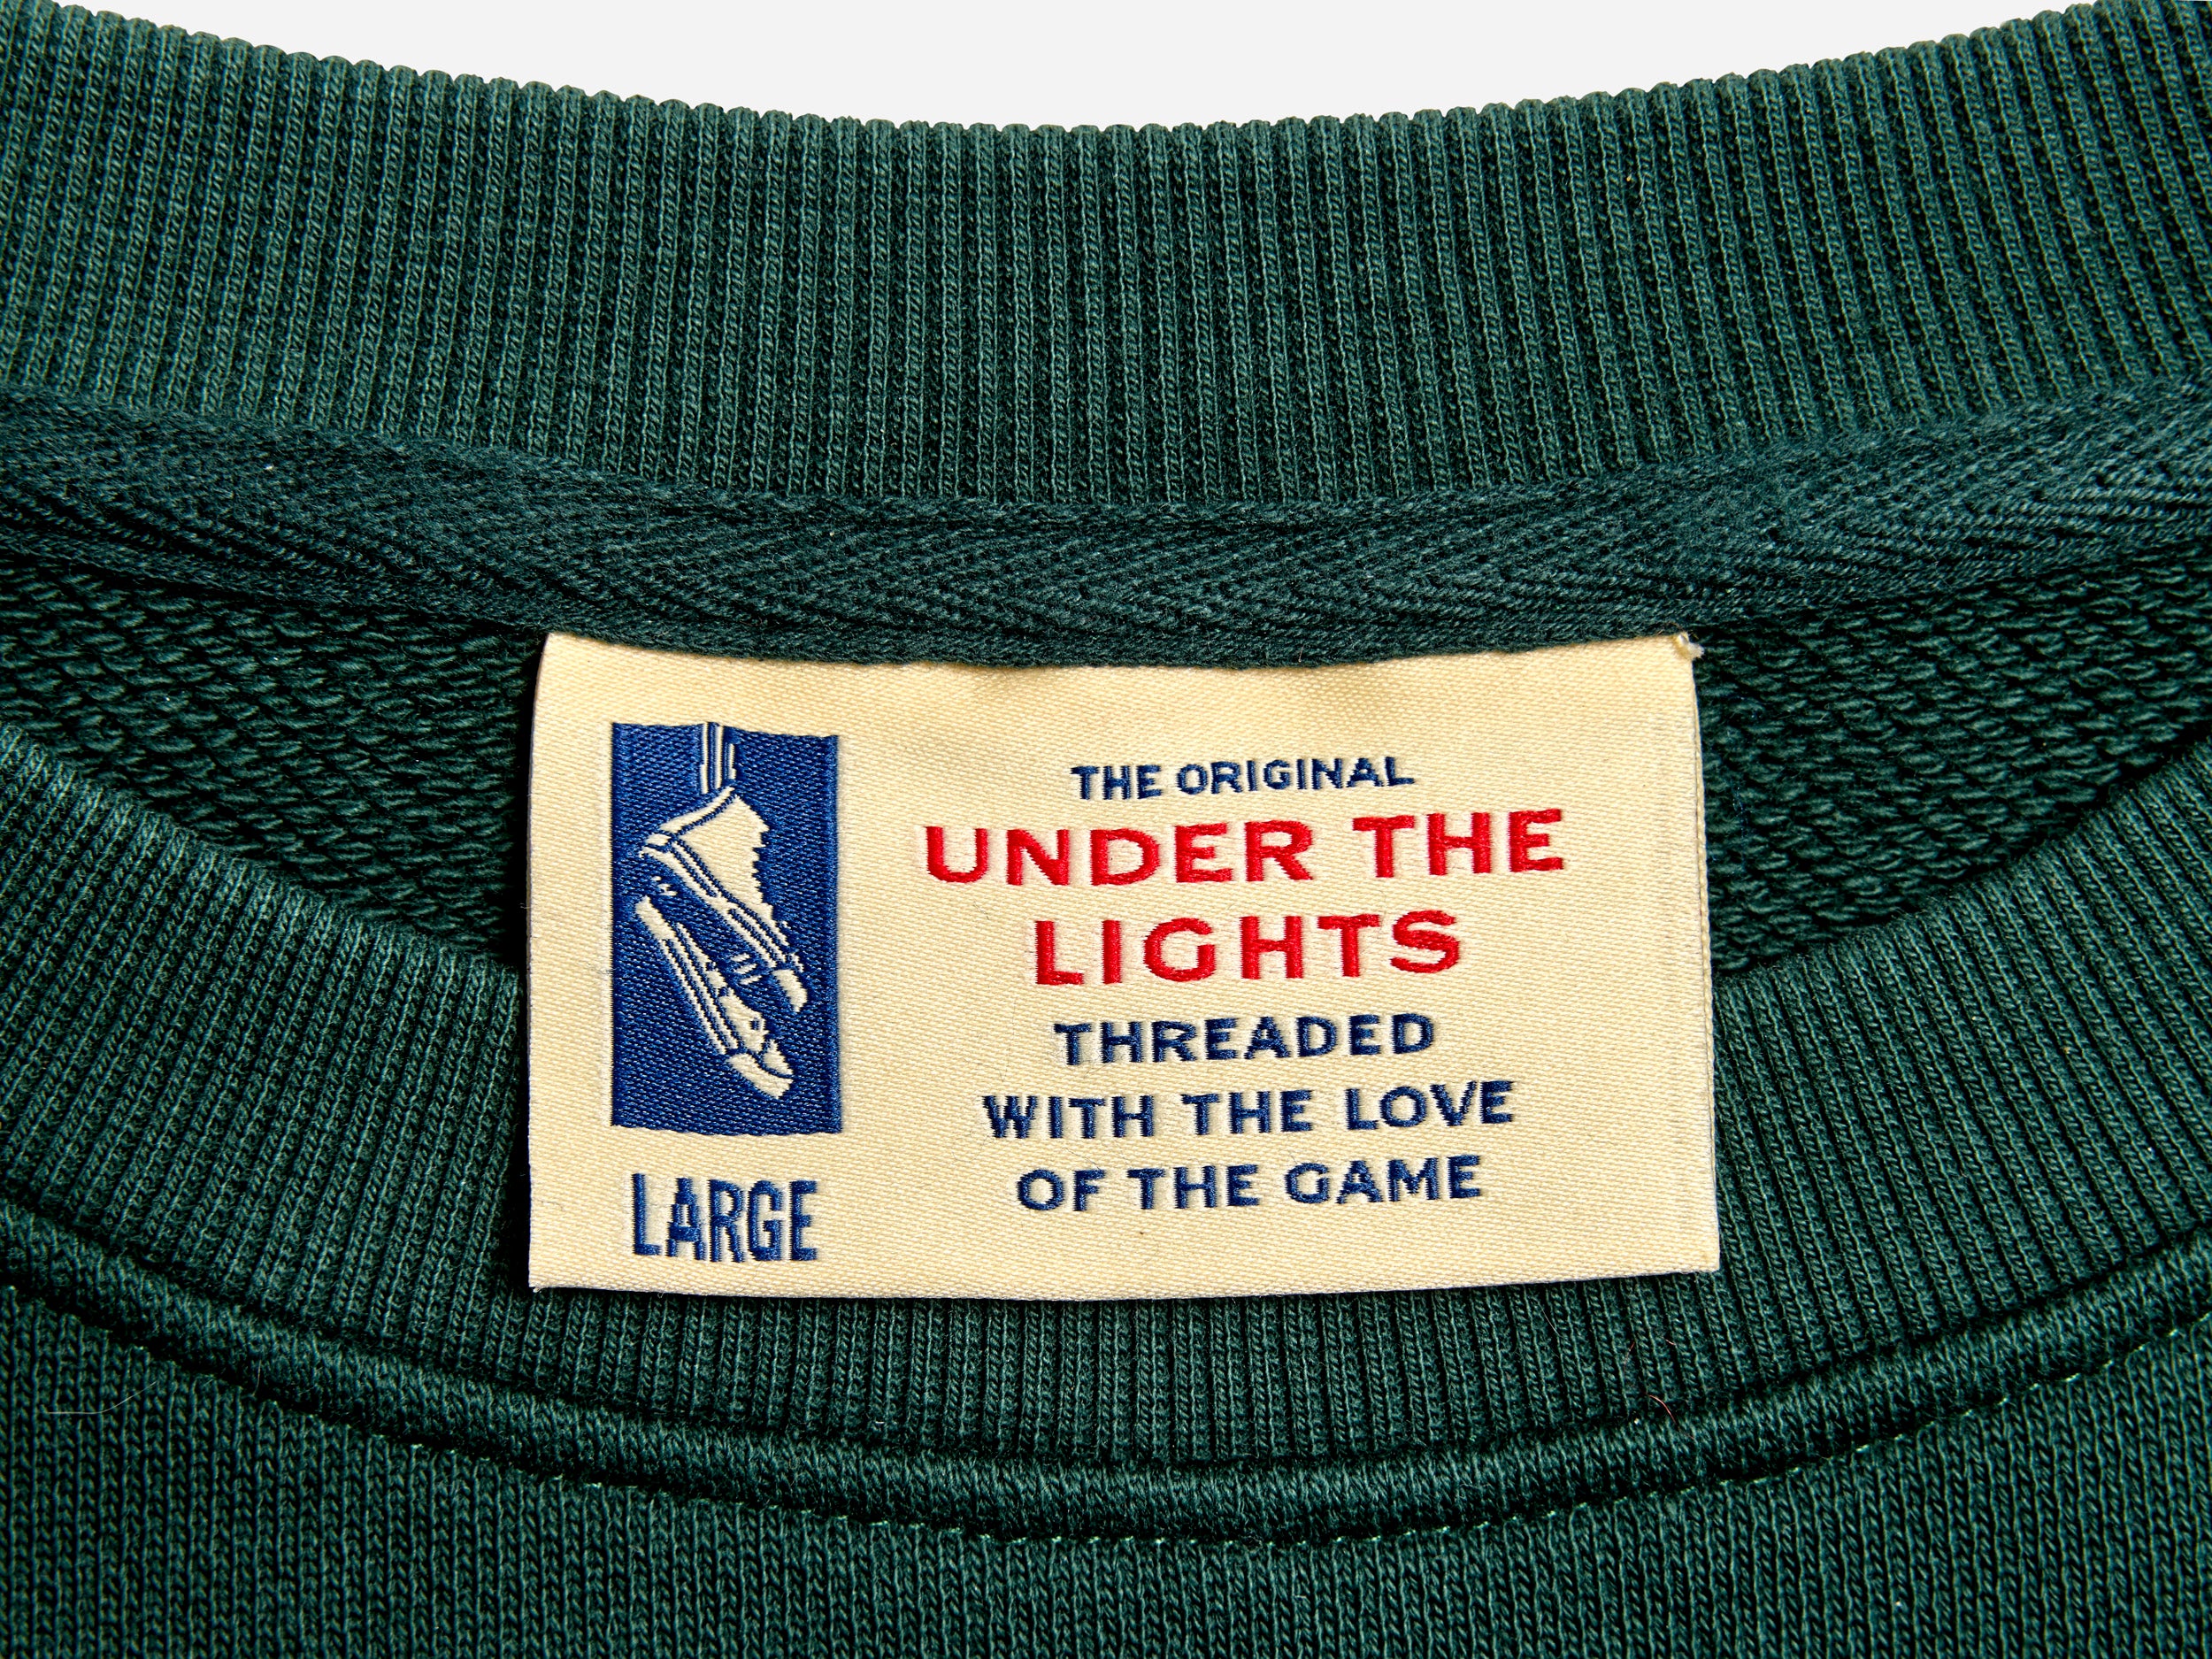 THE ORIGINAL
UNDER THE
LIGHTS
THREADED
WITH THE LOVE
OF THE GAME
LARGE